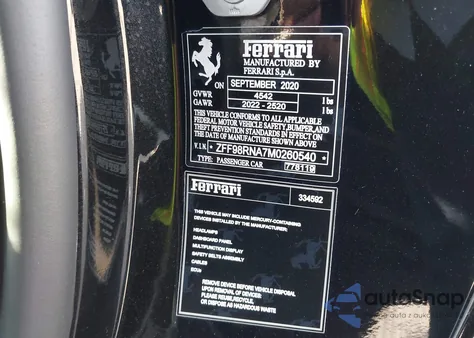 Ferrari
MANUFACTURED BY
FERRARI S.p.A.
ON SEPTEMBER 2020
GVWR 4542 lbs
GAWR 2022 - 2520 lbs
THIS VEHICLE CONFORMS TO ALL APPLICABLE
FEDERAL MOTOR VEHICLE SAFETY, BUMPER, AND
THEFT PREVENTION STANDARDS IN EFFECT ON
THE DATE OF MANUFACTURE SHOWN ABOVE
V.I.N* ZFF98RNA7M0260540*
TYPE: PASSENGER CAR 778119
Ferrari 334592
THIS VEHICLE MAY INCLUDE MERCURY-CONTAINING
DEVICES INSTALLED BY THE MANUFACTURER:
HEADLAMPS
DASHBOARD PANEL
MULTIFUNCTION DISPLAY
SAFETY BELTS ASSEMBLY
CABLES
ECUs
REMOVE DEVICE BEFORE VEHICLE DISPOSAL
UPON REMOVAL OF DEVICES:
PLEASE REUSE, RECYCLE
OR DISPOSE AS HAZARDOUS WASTE
autoSnap